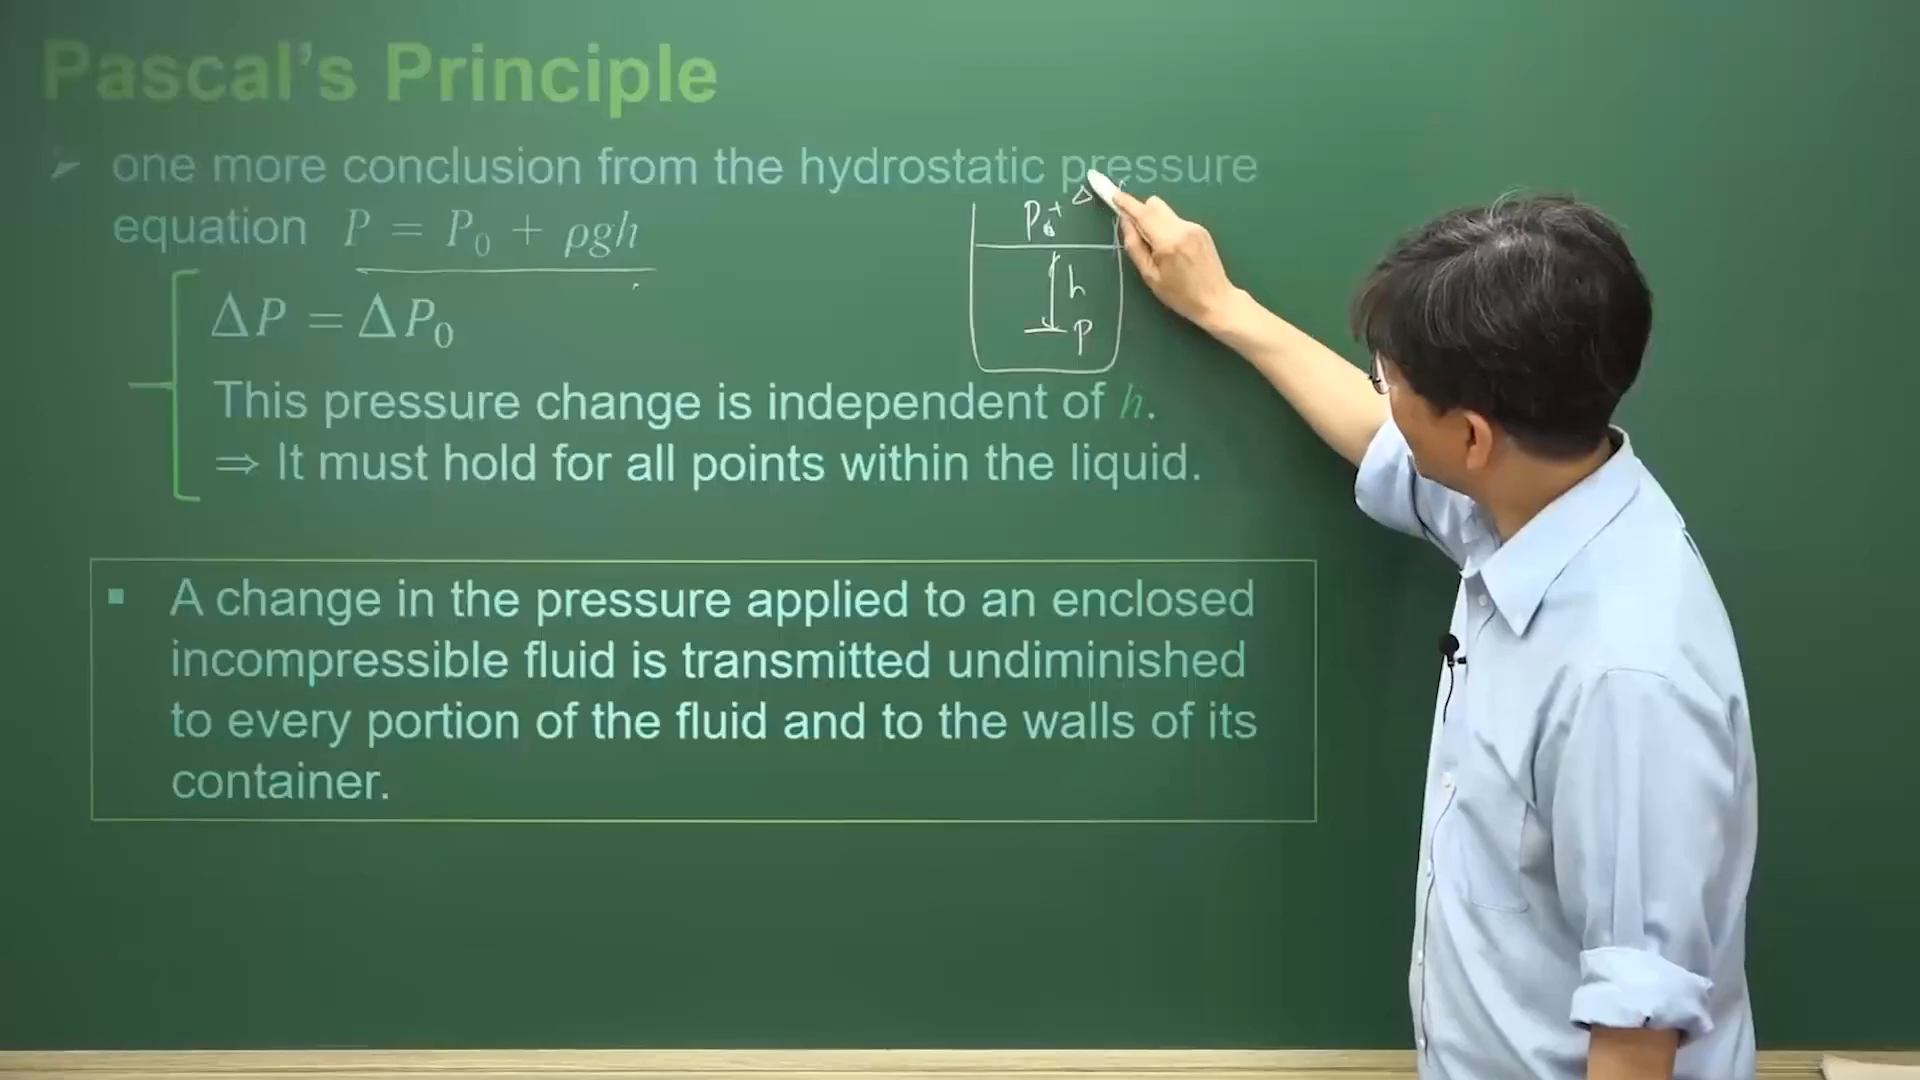 Pascal's Principle
➢ one more conclusion from the hydrostatic pressure
equation P = P₀ + ρgh
ΔP = ΔP₀
This pressure change is independent of h.
⇒ It must hold for all points within the liquid.
▪ A change in the pressure applied to an enclosed
incompressible fluid is transmitted undiminished
to every portion of the fluid and to the walls of its
container.
P₀ + Δ
h
P